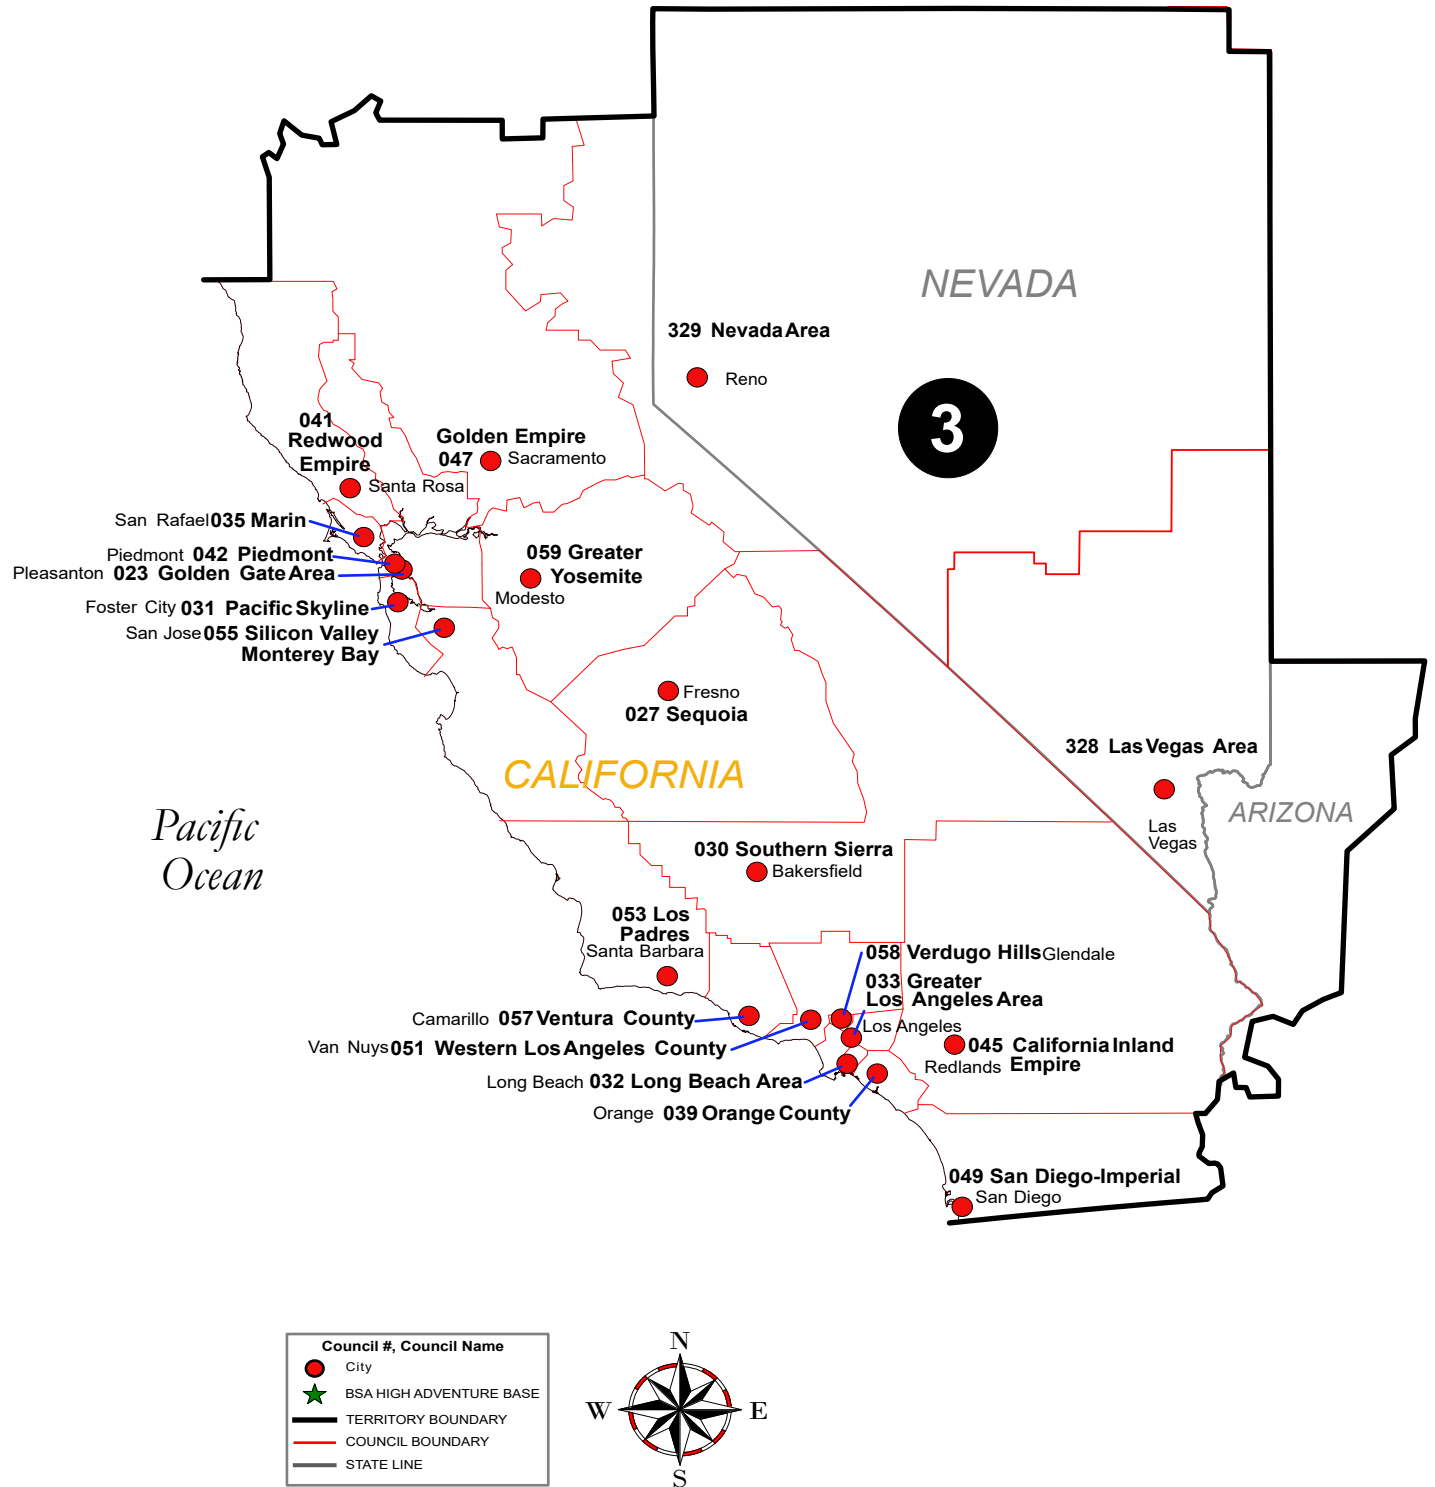 NEVADA
329 Nevada Area
Reno
3
041
Redwood
Empire
Santa Rosa
Golden Empire
047 Sacramento
San Rafael 035 Marin
Piedmont 042 Piedmont
Pleasanton 023 Golden Gate Area
Foster City 031 Pacific Skyline
San Jose 055 Silicon Valley
Monterey Bay
059 Greater
Yosemite
Modesto
Fresno
027 Sequoia
CALIFORNIA
328 Las Vegas Area
Las
Vegas
ARIZONA
Pacific
Ocean
030 Southern Sierra
Bakersfield
053 Los
Padres
Santa Barbara
058 Verdugo Hills Glendale
033 Greater
Los Angeles Area
Los Angeles
Camarillo 057 Ventura County
Van Nuys 051 Western Los Angeles County
045 California Inland
Redlands Empire
Long Beach 032 Long Beach Area
Orange 039 Orange County
049 San Diego-Imperial
San Diego
Council #, Council Name
City
BSA HIGH ADVENTURE BASE
TERRITORY BOUNDARY
COUNCIL BOUNDARY
STATE LINE
N
W E
S